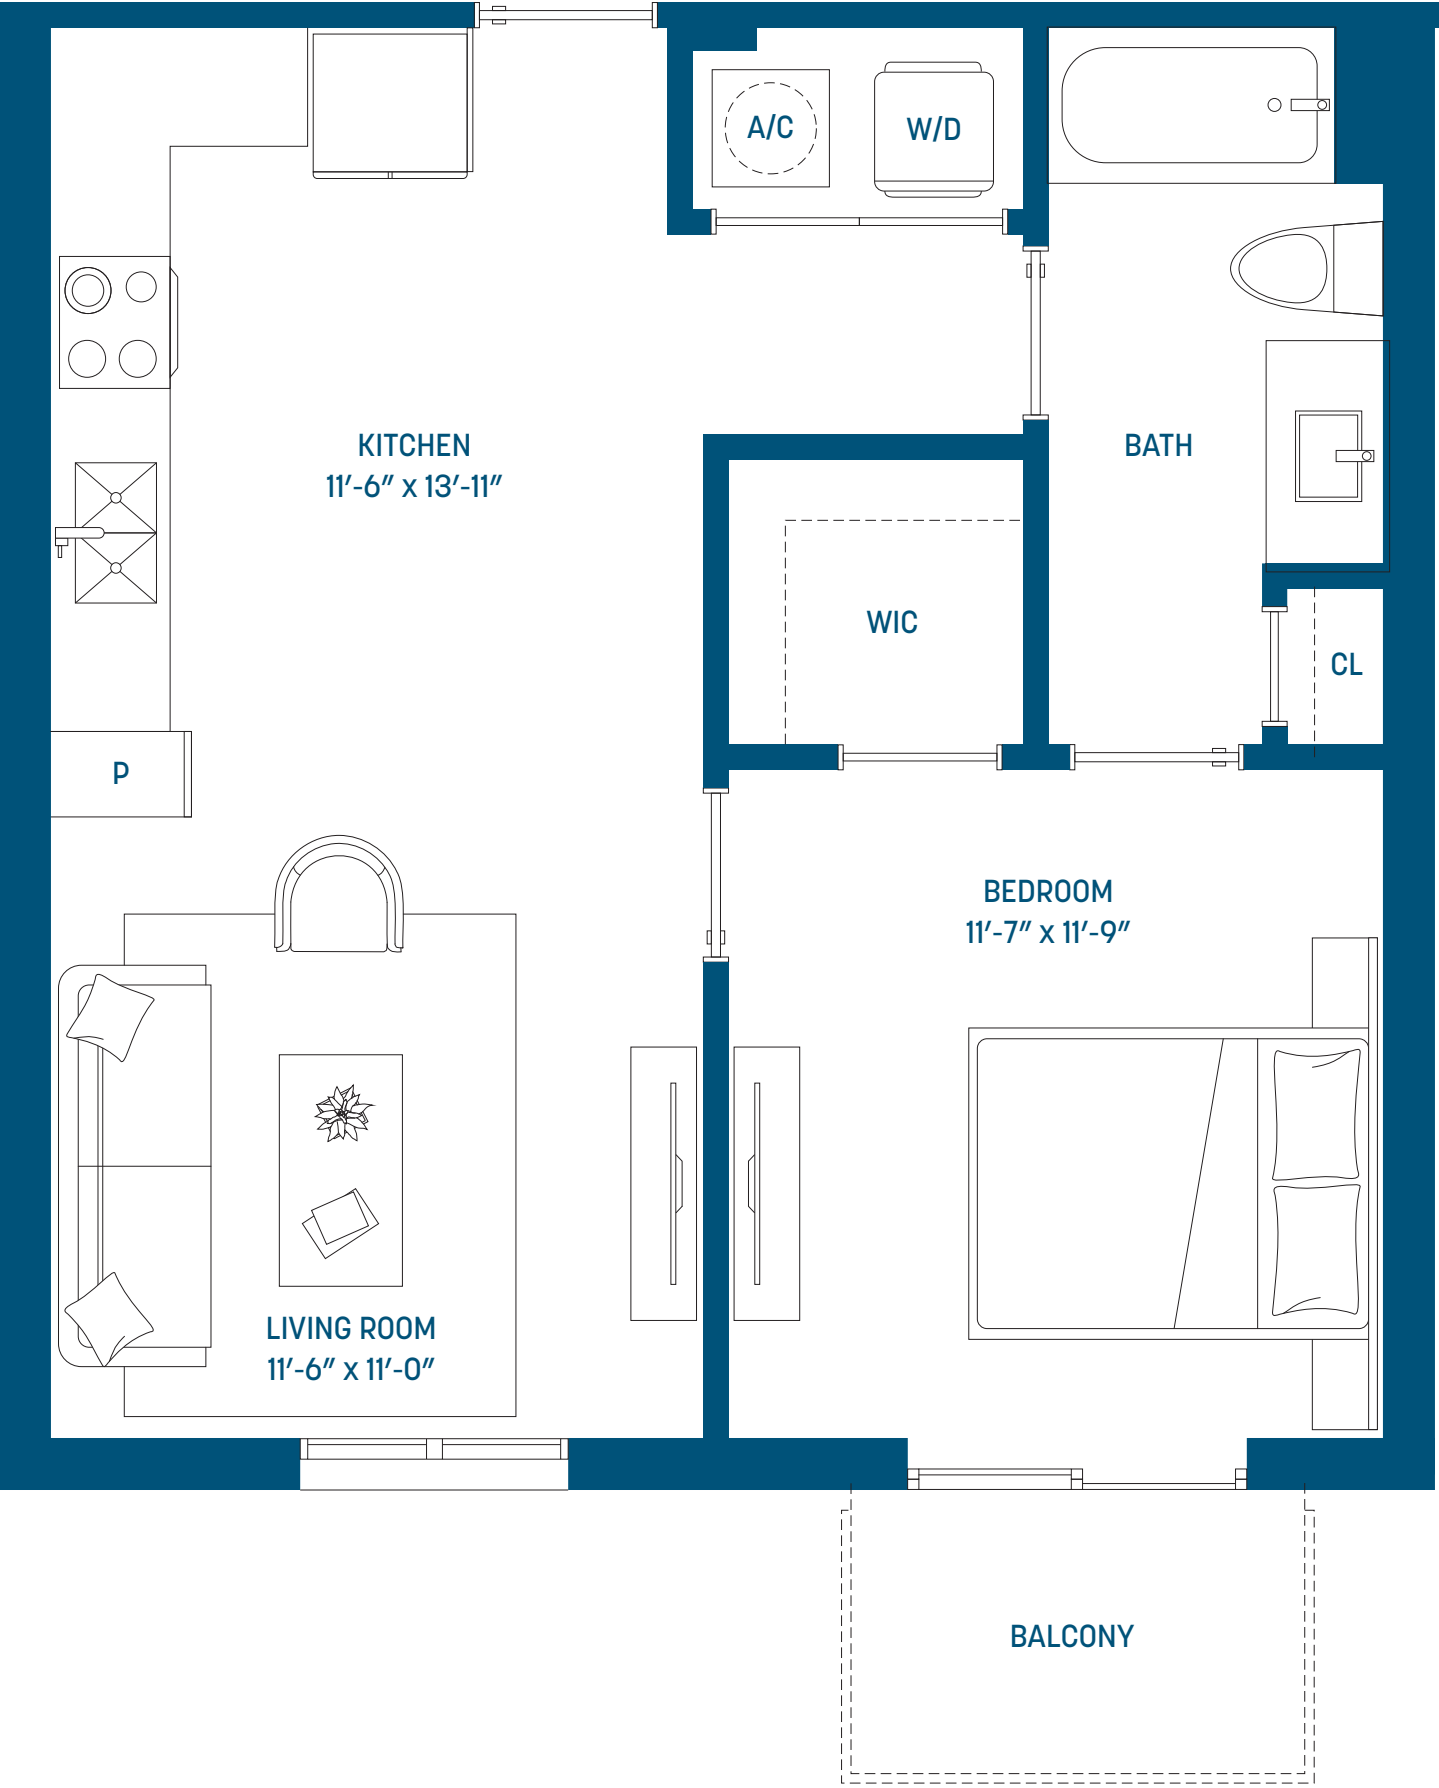 A/C
W/D
KITCHEN
11′-6″ x 13′-11″
BATH
WIC
CL
P
BEDROOM
11′-7″ x 11′-9″
LIVING ROOM
11′-6″ x 11′-0″
BALCONY